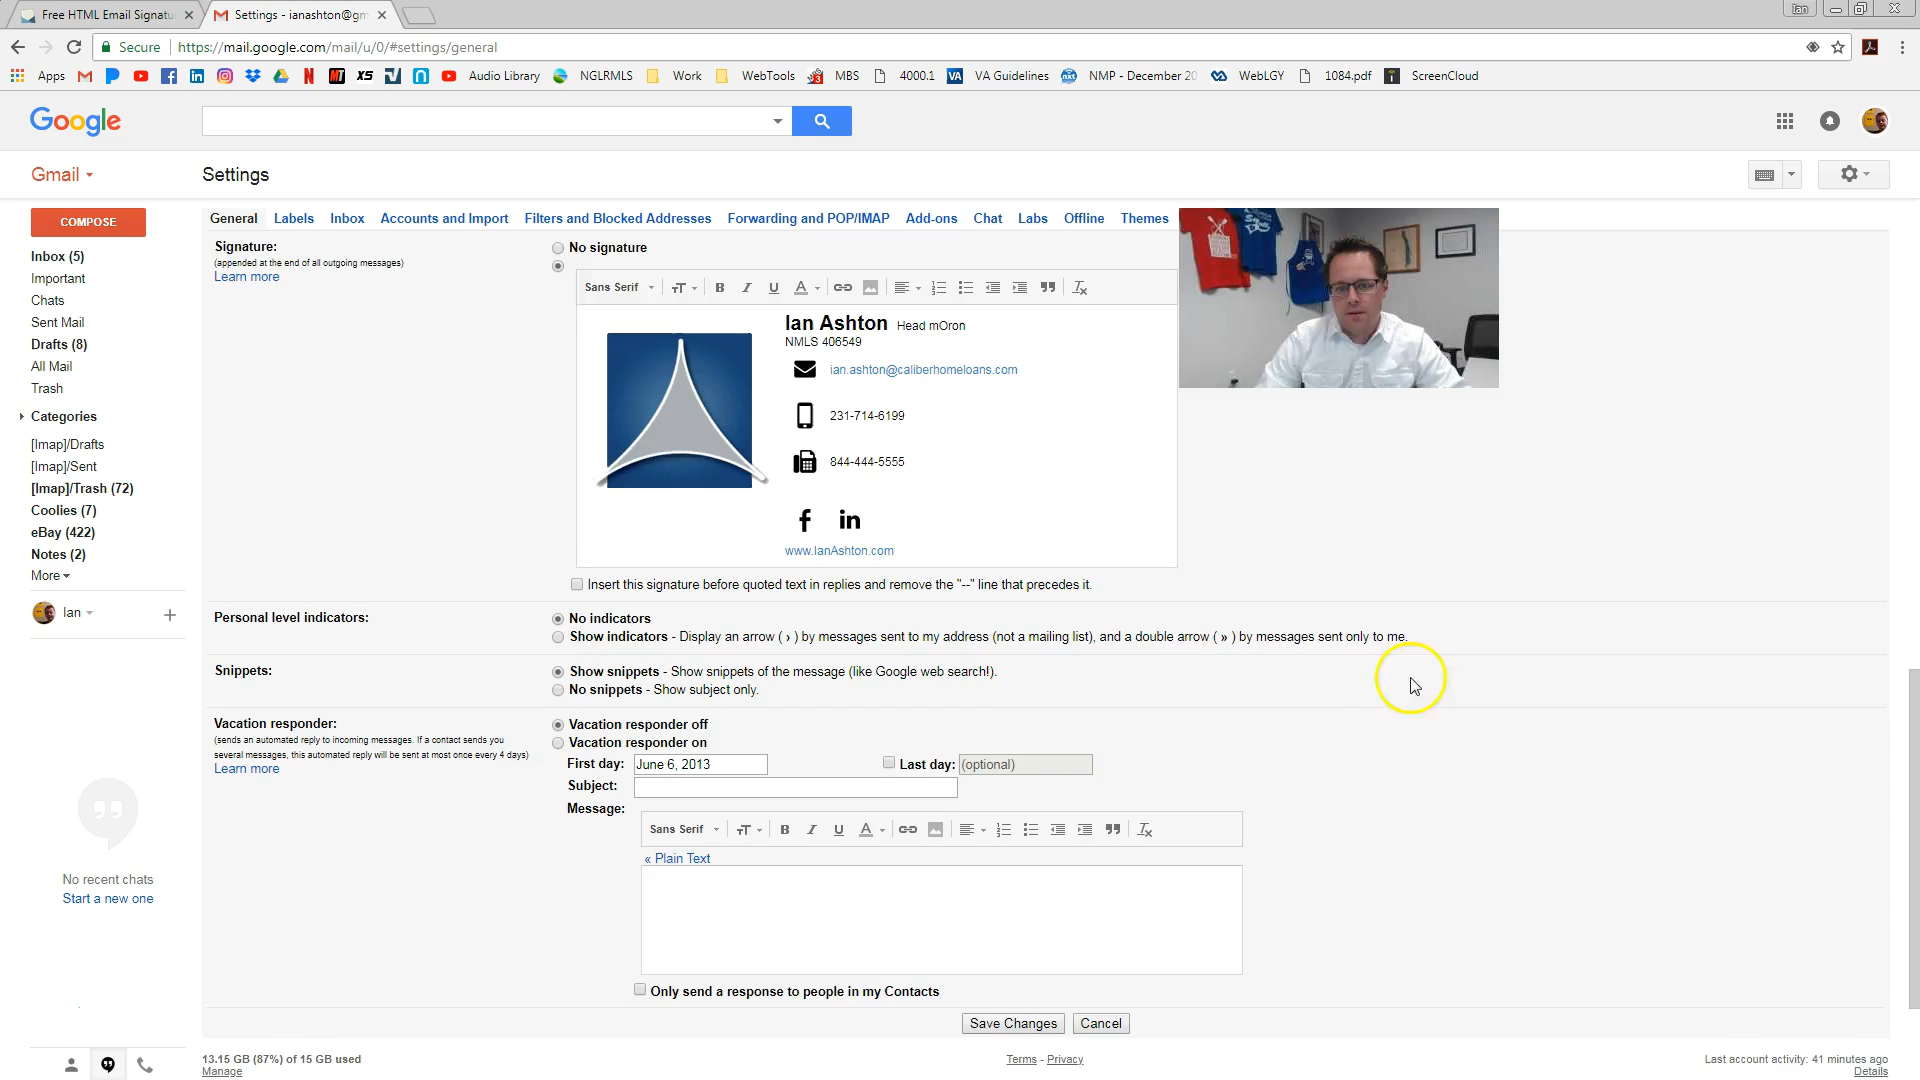 Free HTML Email Signatu
Settings - ianashton@gm
Ian
Secure
https://mail.google.com/mail/u/0/#settings/general
Apps
Audio Library
NGLRMLS
Work
WebTools
MBS
4000.1
VA Guidelines
NMP - December 20
WebLGY
1084.pdf
ScreenCloud
Google
Gmail
Settings
COMPOSE
Inbox (5)
Important
Chats
Sent Mail
Drafts (8)
All Mail
Trash
Categories
[Imap]/Drafts
[Imap]/Sent
[Imap]/Trash (72)
Coolies (7)
eBay (422)
Notes (2)
More
Ian
No recent chats
Start a new one
General Labels Inbox Accounts and Import Filters and Blocked Addresses Forwarding and POP/IMAP Add-ons Chat Labs Offline Themes
Signature:
(appended at the end of all outgoing messages)
Learn more
No signature
Sans Serif
Ian Ashton Head mOron
NMLS 406549
ian.ashton@caliberhomeloans.com
231-714-6199
844-444-5555
www.IanAshton.com
Insert this signature before quoted text in replies and remove the "--" line that precedes it.
Personal level indicators:
No indicators
Show indicators - Display an arrow ( › ) by messages sent to my address (not a mailing list), and a double arrow ( » ) by messages sent only to me.
Snippets:
Show snippets - Show snippets of the message (like Google web search!).
No snippets - Show subject only.
Vacation responder:
(sends an automated reply to incoming messages. If a contact sends you
several messages, this automated reply will be sent at most once every 4 days)
Learn more
Vacation responder off
Vacation responder on
First day: June 6, 2013
Last day: (optional)
Subject:
Message:
Sans Serif
« Plain Text
Only send a response to people in my Contacts
Save Changes
Cancel
13.15 GB (87%) of 15 GB used
Manage
Terms - Privacy
Last account activity: 41 minutes ago
Details